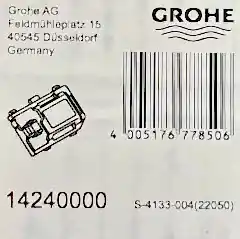 Grohe AG
Feldmühleplatz 15
40545 Düsseldorf
Germany
GROHE
4 005176 778506
14240000
S-4133-004(22050)